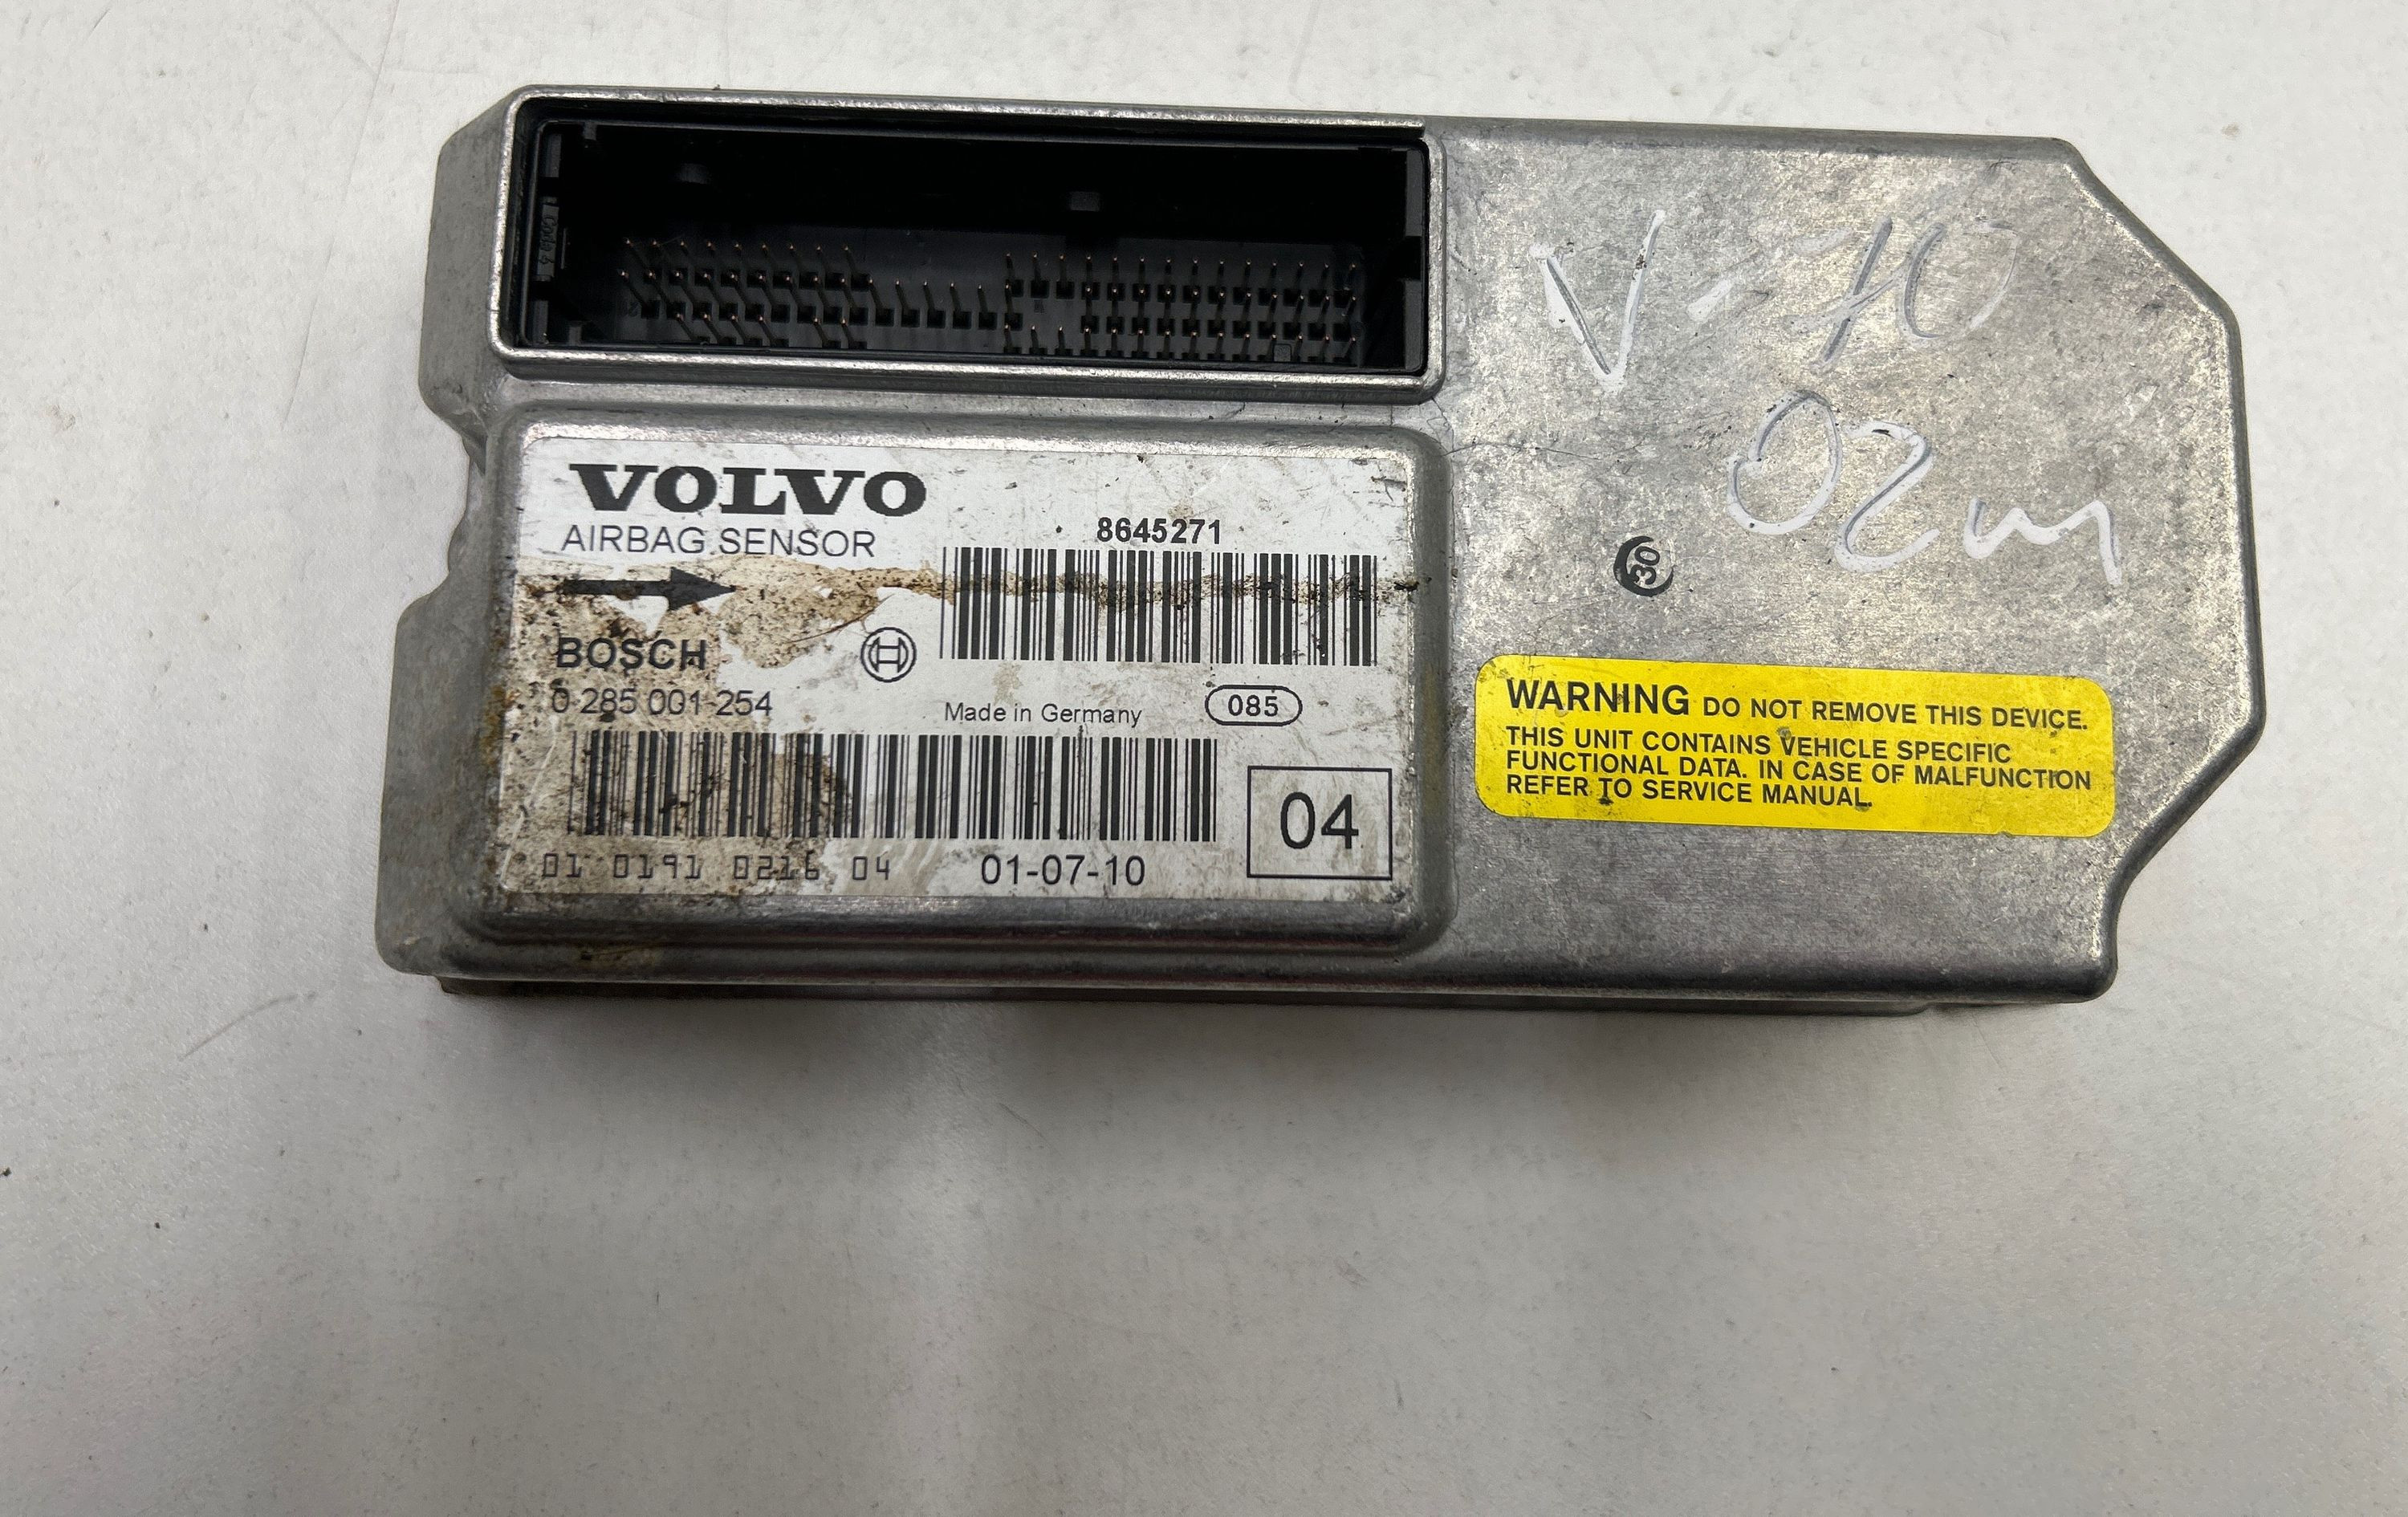 V-70
02m
VOLVO
AIRBAG SENSOR
8645271
BOSCH
0 285 001 254
Made in Germany
085
01 0191 0216 04
01-07-10
04
30
WARNING DO NOT REMOVE THIS DEVICE.
THIS UNIT CONTAINS VEHICLE SPECIFIC
FUNCTIONAL DATA. IN CASE OF MALFUNCTION
REFER TO SERVICE MANUAL.